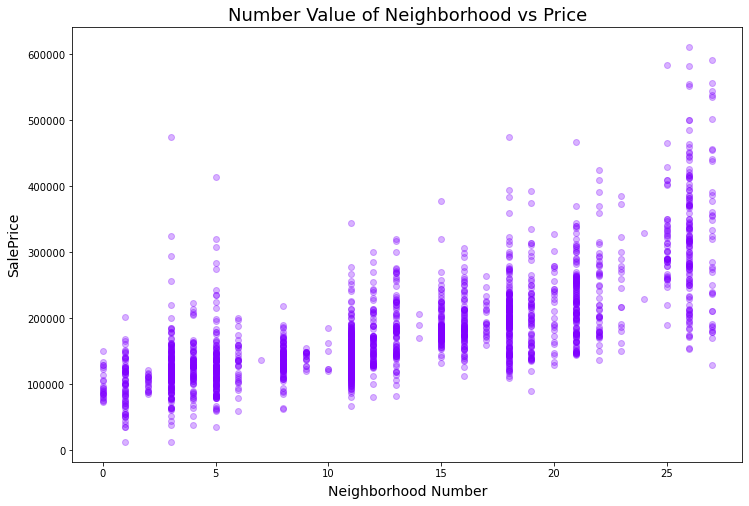 Number Value of Neighborhood vs Price
600000
500000
400000
300000
200000
100000
0
SalePrice
0 5 10 15 20 25
Neighborhood Number